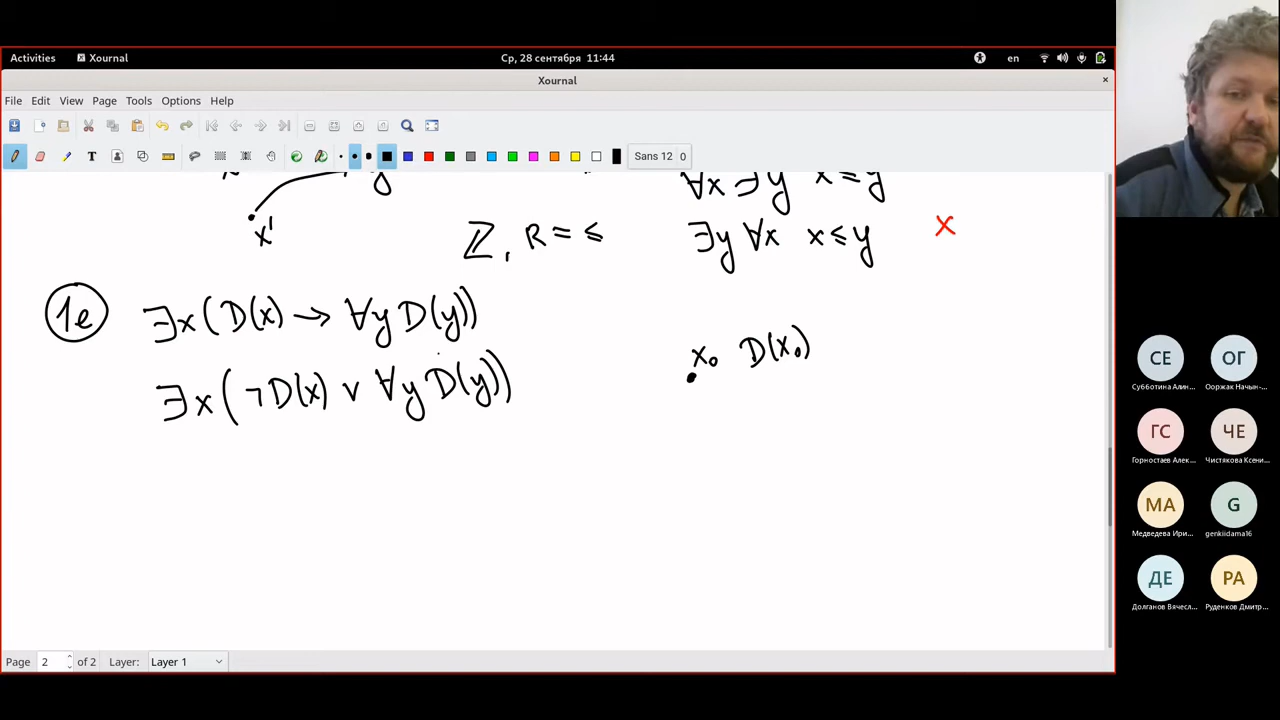 Activities Xournal Ср, 28 сентября 11:44 en
Xournal ×
File Edit View Page Tools Options Help
T Sans 12 0
∀x ∃y x ≤ y
x'
ℤ, R = ≤ ∃y ∀x x ≤ y X
1e ∃x(D(x) → ∀y D(y))
x₀ D(x₀)
∃x(¬D(x) ∨ ∀y D(y))
СЕ ОГ
Субботина Алин... Ооржак Начын-...
ГС ЧЕ
Горностаев Алек... Чистякова Ксени...
МА G
Медведева Ири... genkiidama16
ДЕ РА
Долганов Вячесл... Руденков Дмитр...
Page 2 of 2 Layer: Layer 1